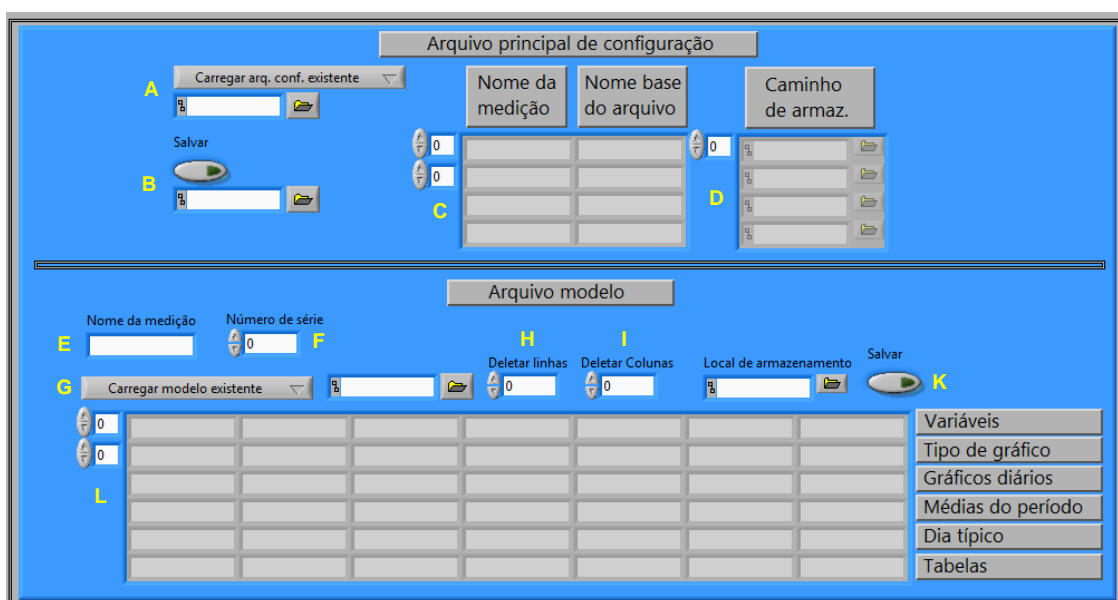 Arquivo principal de configuração
A
Carregar arq. conf. existente
Nome da
medição
Nome base
do arquivo
Caminho
de armaz.
Salvar
0
0
0
B
C
D
Arquivo modelo
E
Nome da medição
Número de série
0
F
H
Deletar linhas
0
I
Deletar Colunas
0
Local de armazenamento
Salvar
K
G
Carregar modelo existente
0
0
L
Variáveis
Tipo de gráfico
Gráficos diários
Médias do período
Dia típico
Tabelas